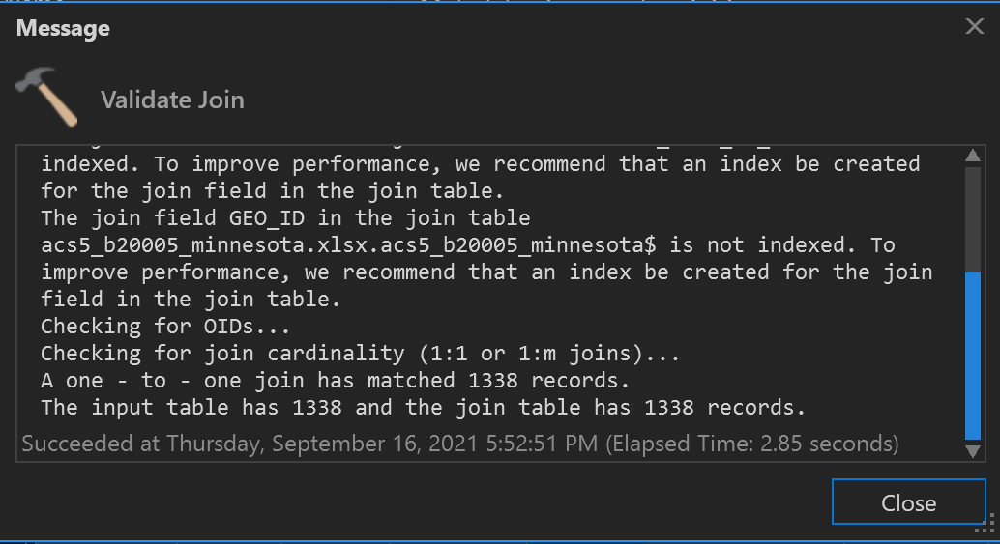 Message
Validate Join
indexed. To improve performance, we recommend that an index be created
for the join field in the join table.
The join field GEO_ID in the join table
acs5_b20005_minnesota.xlsx.acs5_b20005_minnesota$ is not indexed. To
improve performance, we recommend that an index be created for the join
field in the join table.
Checking for OIDs...
Checking for join cardinality (1:1 or 1:m joins)...
A one - to - one join has matched 1338 records.
The input table has 1338 and the join table has 1338 records.
Succeeded at Thursday, September 16, 2021 5:52:51 PM (Elapsed Time: 2.85 seconds)
Close